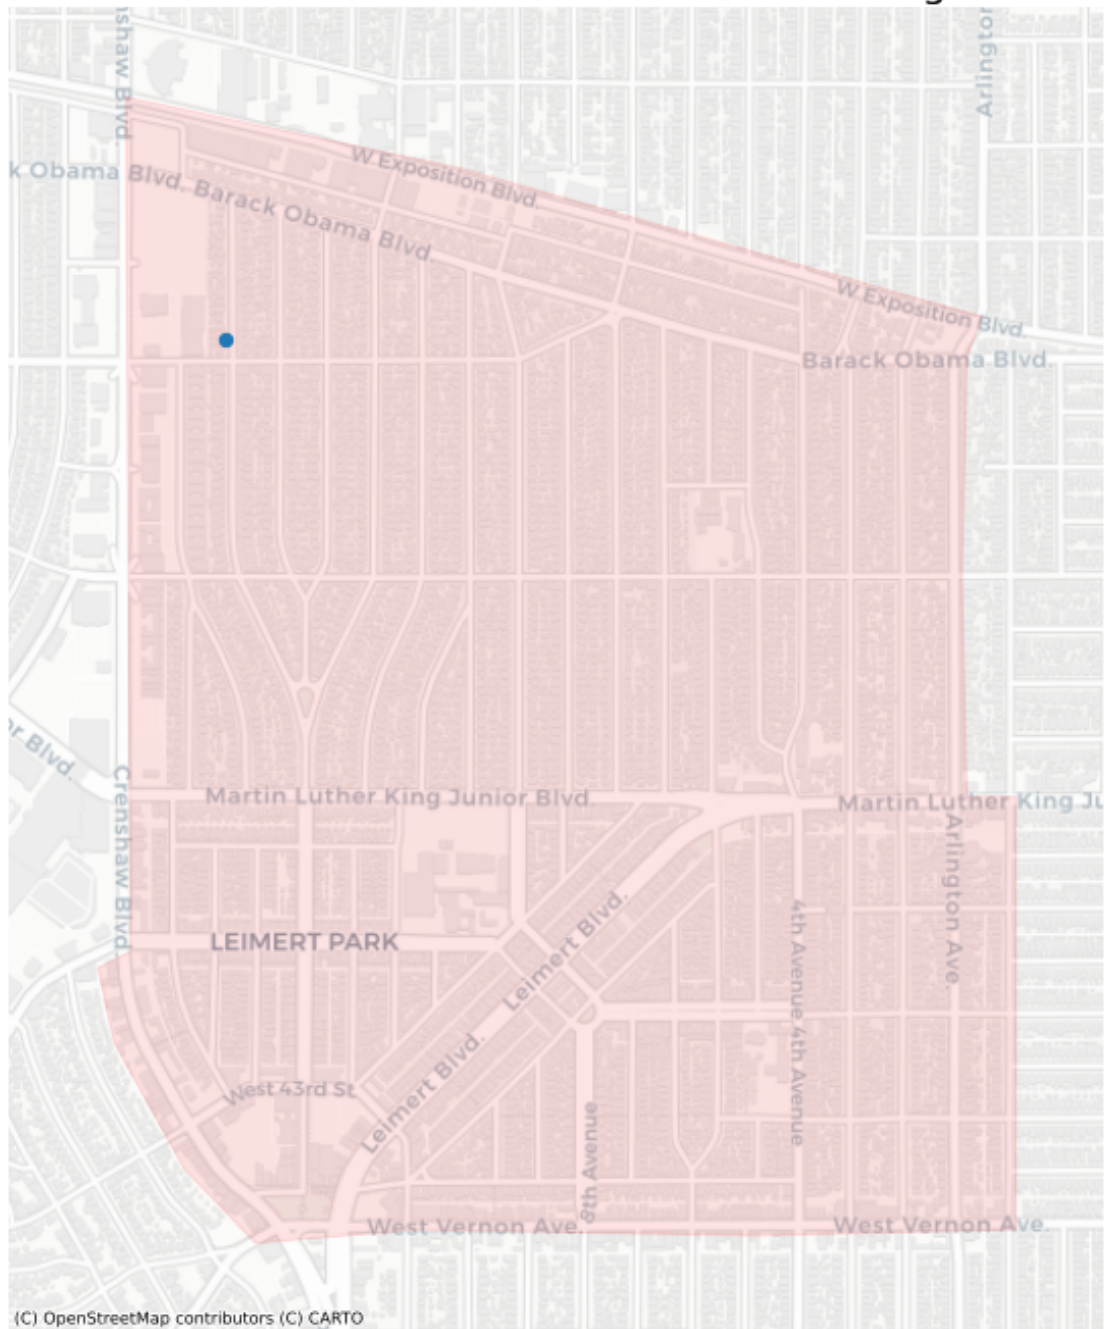 nshaw Blvd.
Arlington
k Obama Blvd.
Barack Obama Blvd.
W Exposition Blvd.
W Exposition Blvd.
Barack Obama Blvd.
or Blvd.
Crenshaw Blvd.
Martin Luther King Junior Blvd.
Martin Luther King Ju
Arlington Ave.
LEIMERT PARK
Leimert Blvd.
4th Avenue
4th Avenue
Leimert Blvd.
West 43rd St
8th Avenue
West Vernon Ave.
West Vernon Ave.
(C) OpenStreetMap contributors (C) CARTO